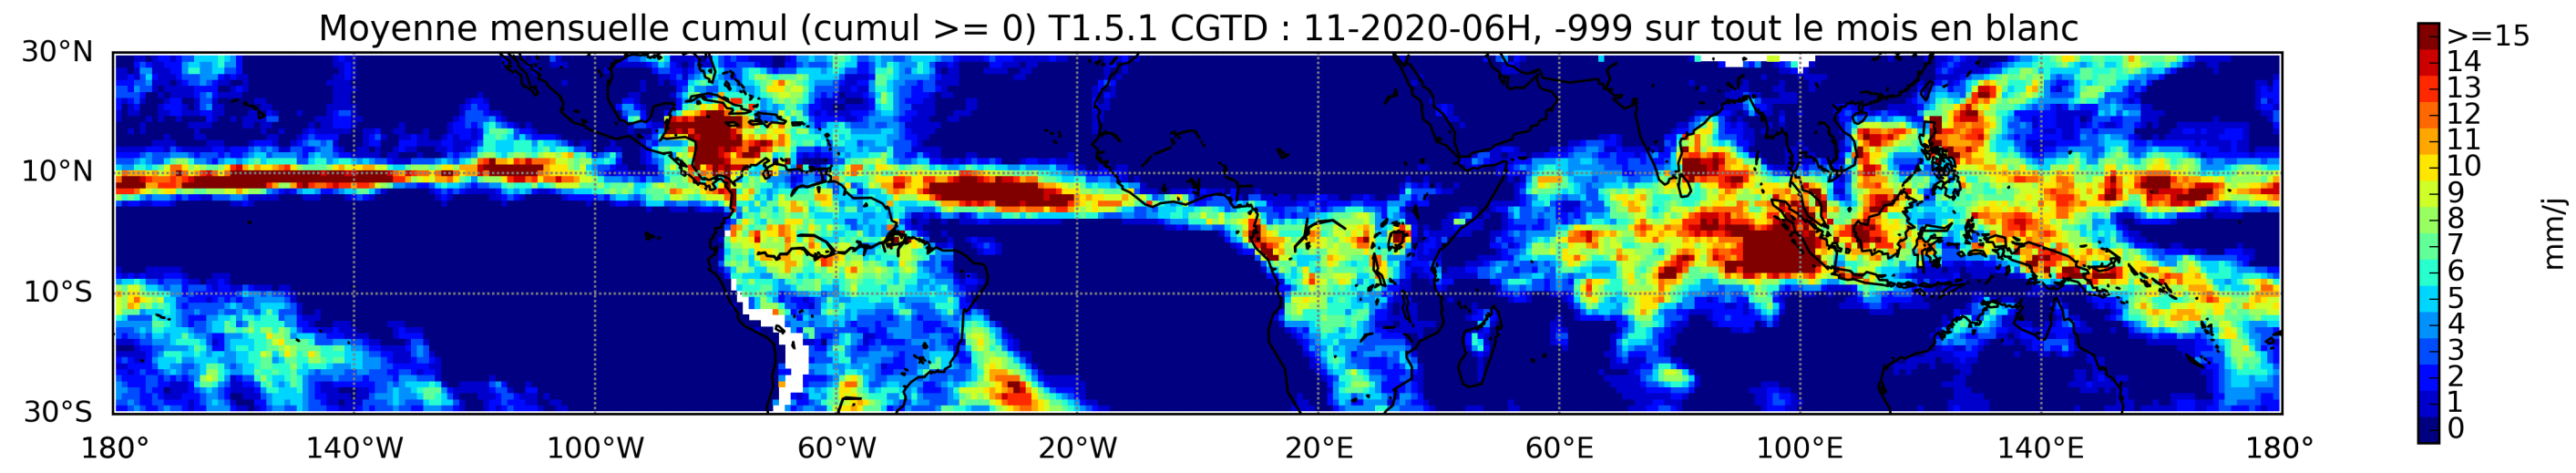 Moyenne mensuelle cumul (cumul >= 0) T1.5.1 CGTD : 11-2020-06H, -999 sur tout le mois en blanc
30°N
10°N
10°S
30°S
180° 140°W 100°W 60°W 20°W 20°E 60°E 100°E 140°E 180°
>=15
14
13
12
11
10
9
8
7
6
5
4
3
2
1
0
mm/j